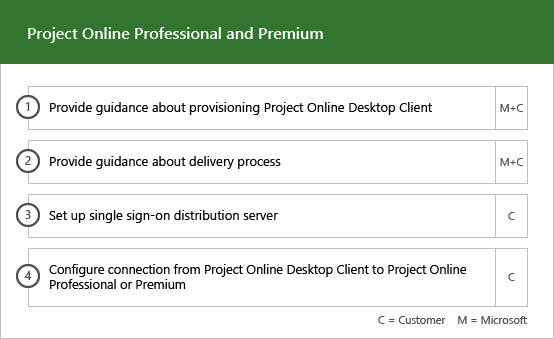 Project Online Professional and Premium
1 Provide guidance about provisioning Project Online Desktop Client M+C
2 Provide guidance about delivery process M+C
3 Set up single sign-on distribution server C
4 Configure connection from Project Online Desktop Client to Project Online
Professional or Premium C
C = Customer M = Microsoft